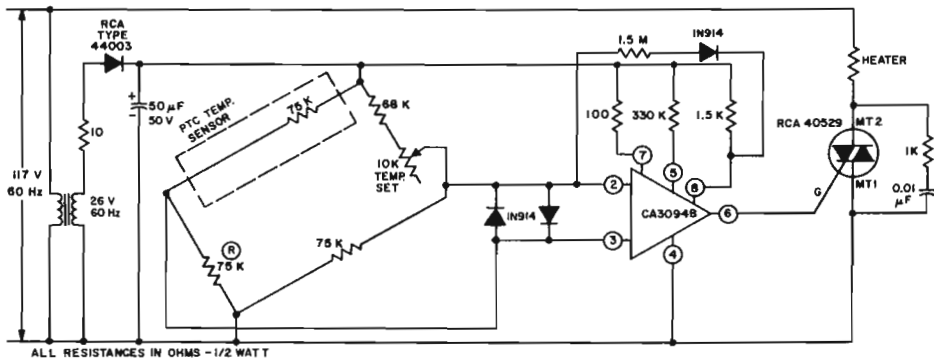 RCA
TYPE
44003
10
+
50 μF
50 V
-
117 V
60 Hz
26 V
60 Hz
PTC TEMP.
SENSOR
75 K
68 K
10K
TEMP.
SET
R
75 K
75 K
1N914
1.5 M
1N914
100
330 K
1.5 K
7
5
8
2
3
CA3094B
6
4
HEATER
RCA 40529
MT2
MT1
G
1K
0.01
μF
ALL RESISTANCES IN OHMS - 1/2 WATT